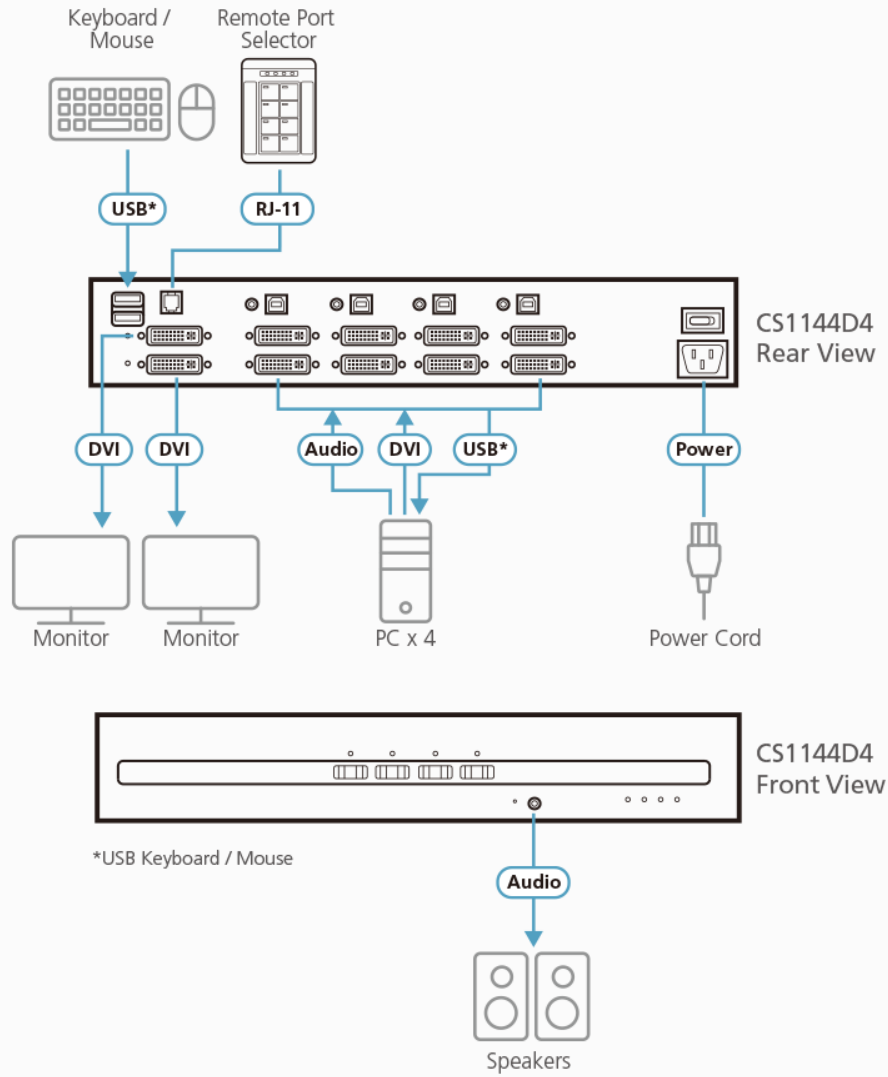 Keyboard /
Mouse
Remote Port
Selector
USB*
RJ-11
CS1144D4
Rear View
DVI
DVI
Audio
DVI
USB*
Power
Monitor
Monitor
PC x 4
Power Cord
CS1144D4
Front View
*USB Keyboard / Mouse
Audio
Speakers